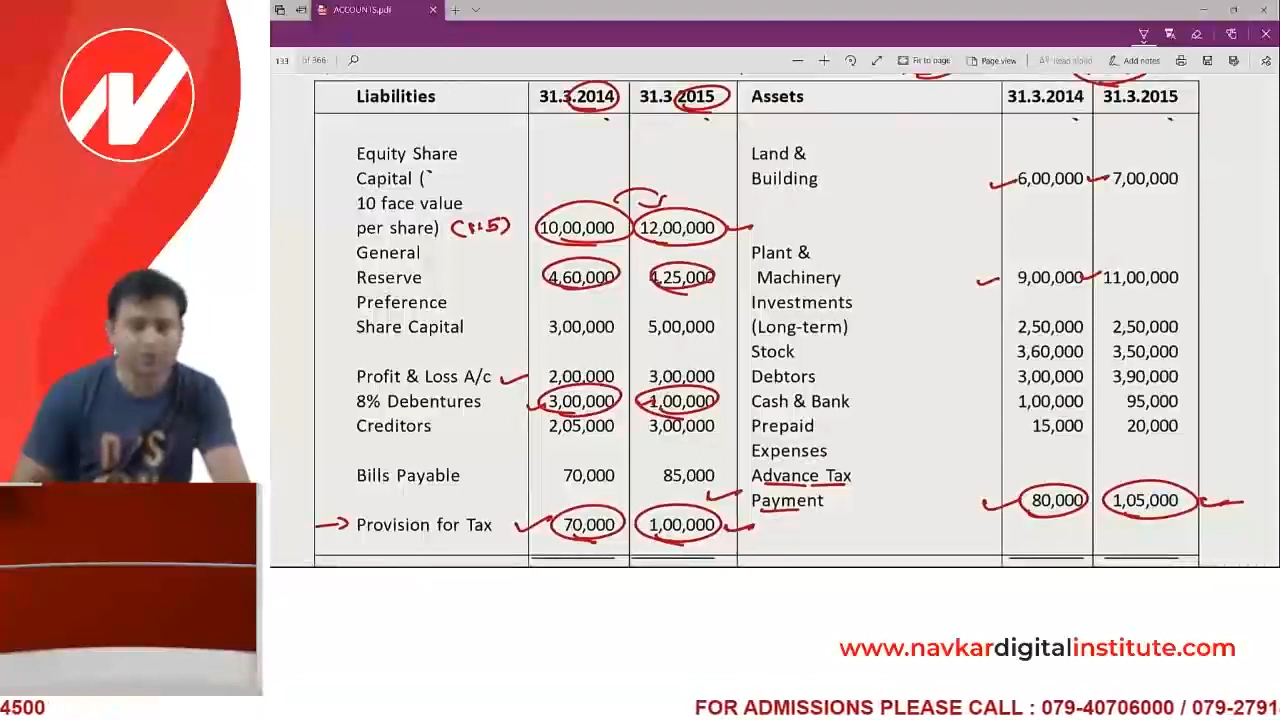 ACCOUNTS.pdf
133 of 366
Fit to page Page view Read aloud Add notes
Liabilities 31.3.2014 31.3.2015 Assets 31.3.2014 31.3.2015
Equity Share Land &
Capital (` Building 6,00,000 7,00,000
10 face value
per share) 10,00,000 12,00,000
General Plant &
Reserve 4,60,000 4,25,000 Machinery 9,00,000 11,00,000
Preference Investments
Share Capital 3,00,000 5,00,000 (Long-term) 2,50,000 2,50,000
Stock 3,60,000 3,50,000
Profit & Loss A/c 2,00,000 3,00,000 Debtors 3,00,000 3,90,000
8% Debentures 3,00,000 1,00,000 Cash & Bank 1,00,000 95,000
Creditors 2,05,000 3,00,000 Prepaid 15,000 20,000
Expenses
Bills Payable 70,000 85,000 Advance Tax
Payment 80,000 1,05,000
Provision for Tax 70,000 1,00,000
www.navkardigitalinstitute.com
4500 FOR ADMISSIONS PLEASE CALL : 079-40706000 / 079-2791